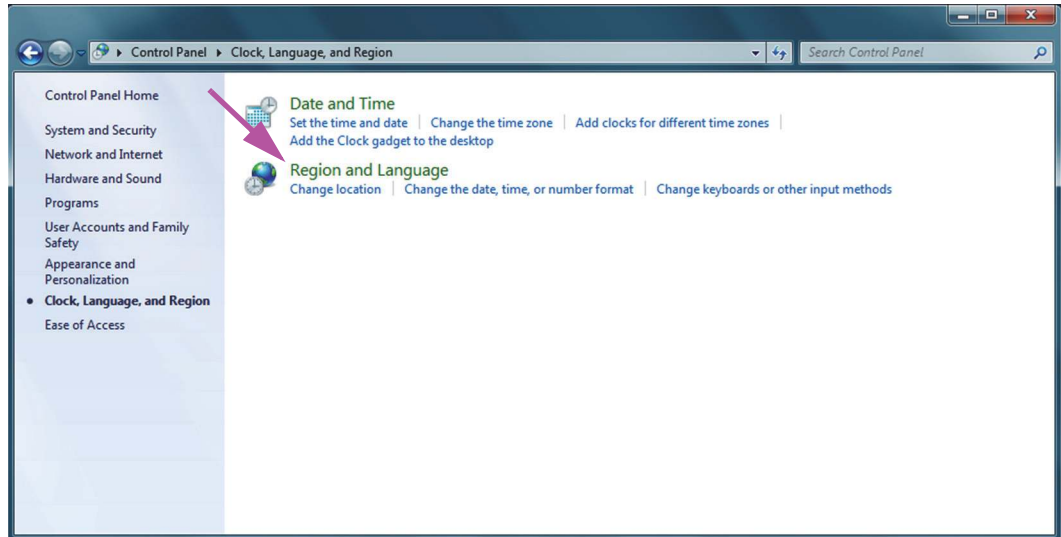 Control Panel Clock, Language, and Region
Search Control Panel
Control Panel Home
System and Security
Network and Internet
Hardware and Sound
Programs
User Accounts and Family
Safety
Appearance and
Personalization
Clock, Language, and Region
Ease of Access
Date and Time
Set the time and date Change the time zone Add clocks for different time zones
Add the Clock gadget to the desktop
Region and Language
Change location Change the date, time, or number format Change keyboards or other input methods